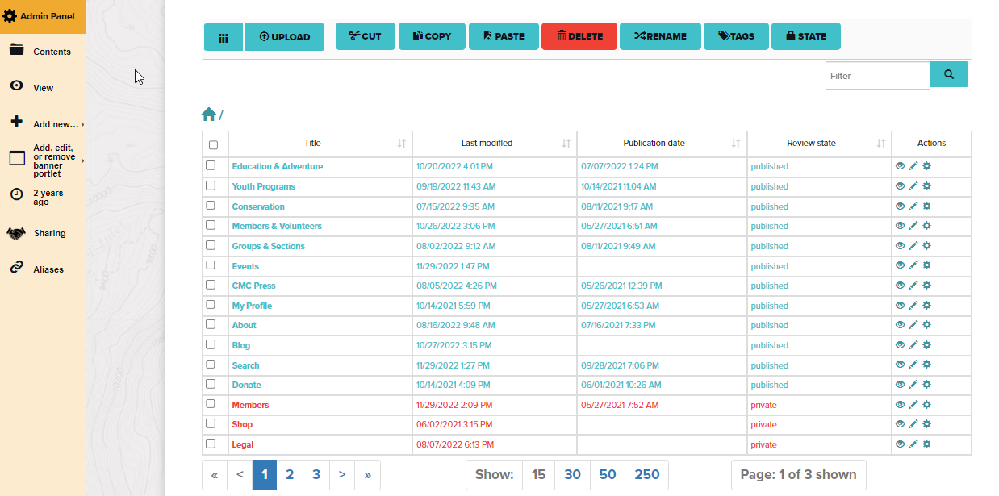 Admin Panel
Contents
View
Add new...
Add, edit,
or remove
banner
portlet
2 years
ago
Sharing
Aliases
UPLOAD CUT COPY PASTE DELETE RENAME TAGS STATE
Filter
/
Title Last modified Publication date Review state Actions
Education & Adventure 10/20/2022 4:01 PM 07/07/2022 1:24 PM published
Youth Programs 09/19/2022 11:43 AM 10/14/2021 11:04 AM published
Conservation 07/15/2022 9:35 AM 08/11/2021 9:17 AM published
Members & Volunteers 10/26/2022 3:06 PM 05/27/2021 6:51 AM published
Groups & Sections 08/02/2022 9:12 AM 08/11/2021 9:49 AM published
Events 11/29/2022 1:47 PM published
CMC Press 08/05/2022 4:26 PM 05/26/2021 12:39 PM published
My Profile 10/14/2021 5:59 PM 05/27/2021 6:53 AM published
About 08/16/2022 9:48 AM 07/16/2021 7:33 PM published
Blog 10/27/2022 3:15 PM published
Search 11/29/2022 1:27 PM 09/28/2021 7:06 PM published
Donate 10/14/2021 4:09 PM 06/01/2021 10:26 AM published
Members 11/29/2022 2:09 PM 05/27/2021 7:52 AM private
Shop 06/02/2021 3:15 PM private
Legal 08/07/2022 6:13 PM private
« < 1 2 3 > » Show: 15 30 50 250 Page: 1 of 3 shown
10000
9800
9600
10200